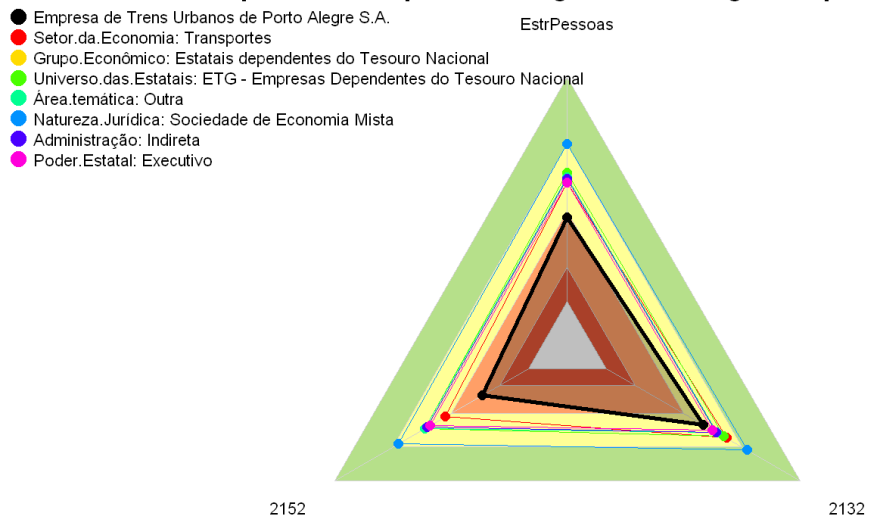 EstrPessoas
Empresa de Trens Urbanos de Porto Alegre S.A.
Setor.da.Economia: Transportes
Grupo.Econômico: Estatais dependentes do Tesouro Nacional
Universo.das.Estatais: ETG - Empresas Dependentes do Tesouro Nacional
Área.temática: Outra
Natureza.Jurídica: Sociedade de Economia Mista
Administração: Indireta
Poder.Estatal: Executivo
2152
2132